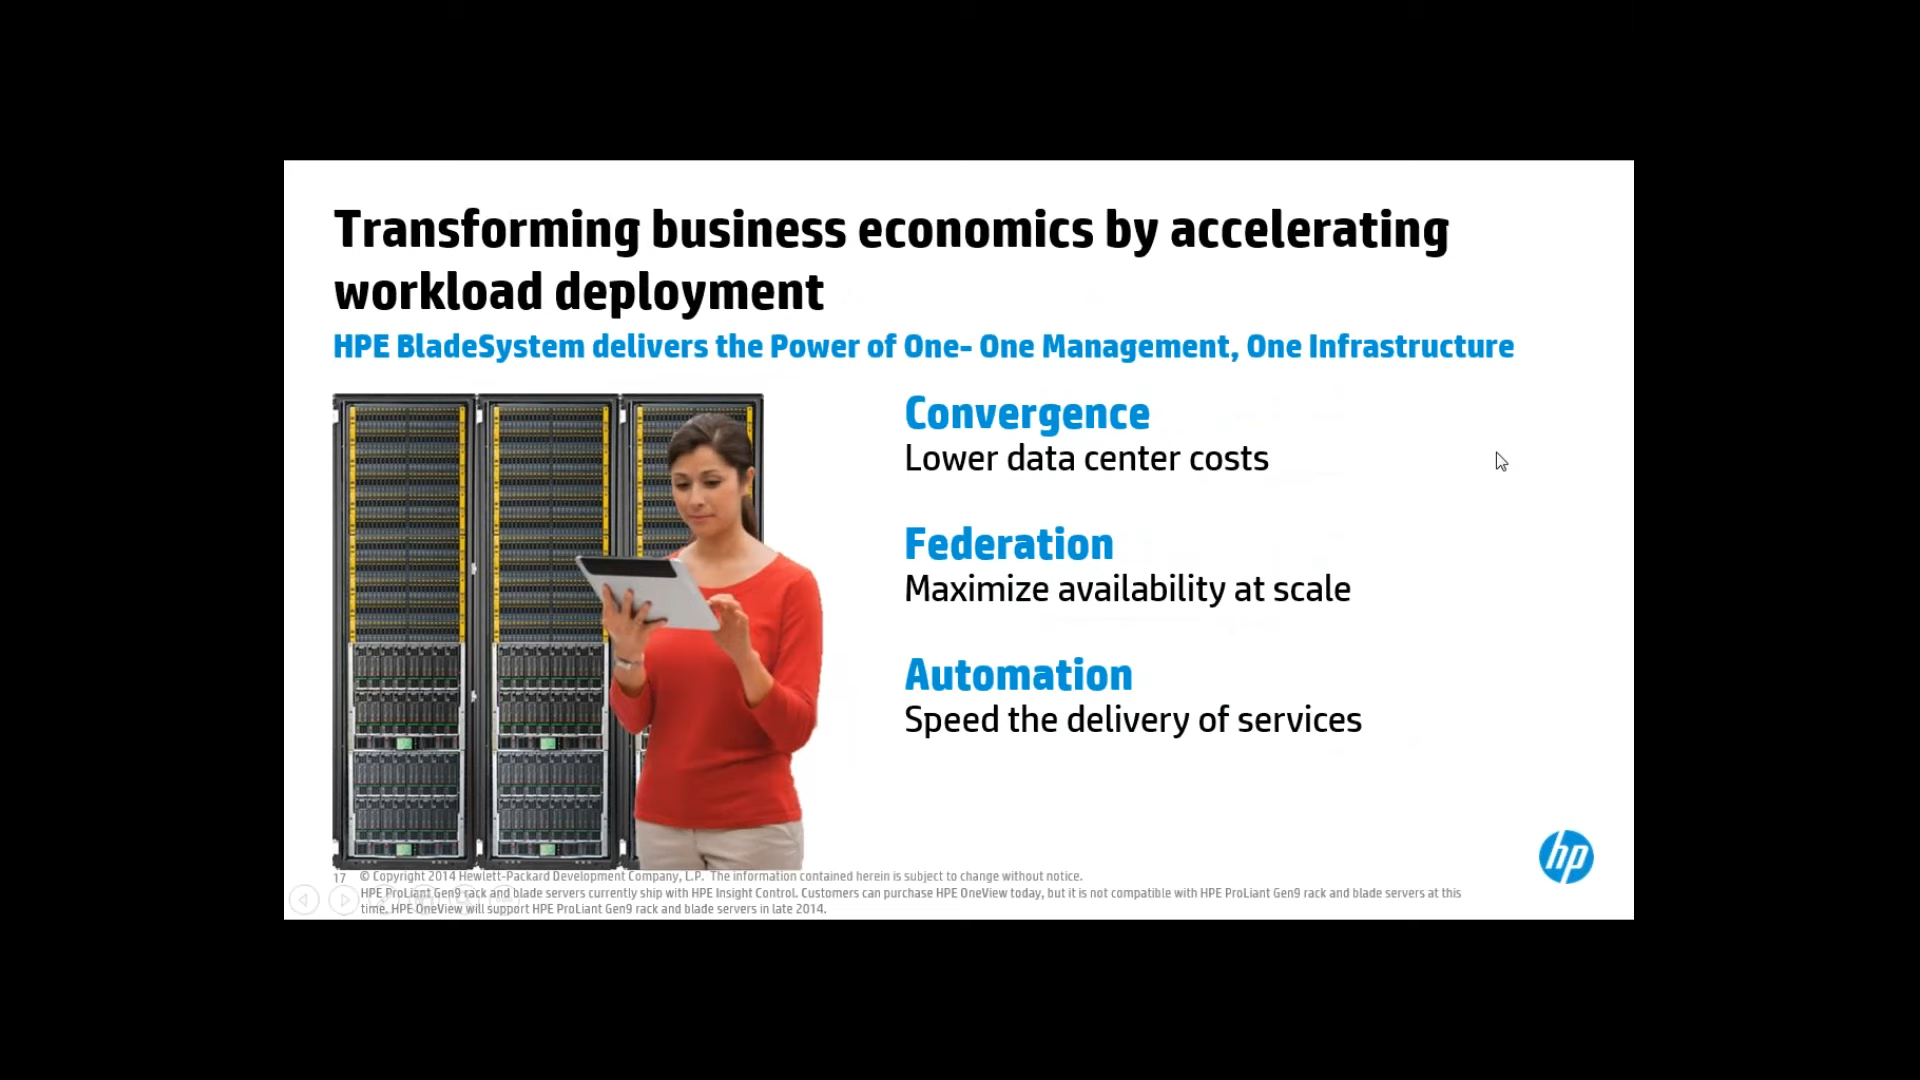 Transforming business economics by accelerating
workload deployment
HPE BladeSystem delivers the Power of One- One Management, One Infrastructure
Convergence
Lower data center costs
Federation
Maximize availability at scale
Automation
Speed the delivery of services
hp
17 © Copyright 2014 Hewlett-Packard Development Company, L.P. The information contained herein is subject to change without notice.
HPE ProLiant Gen9 rack and blade servers currently ship with HPE Insight Control. Customers can purchase HPE OneView today, but it is not compatible with HPE ProLiant Gen9 rack and blade servers at this
time. HPE OneView will support HPE ProLiant Gen9 rack and blade servers in late 2014.